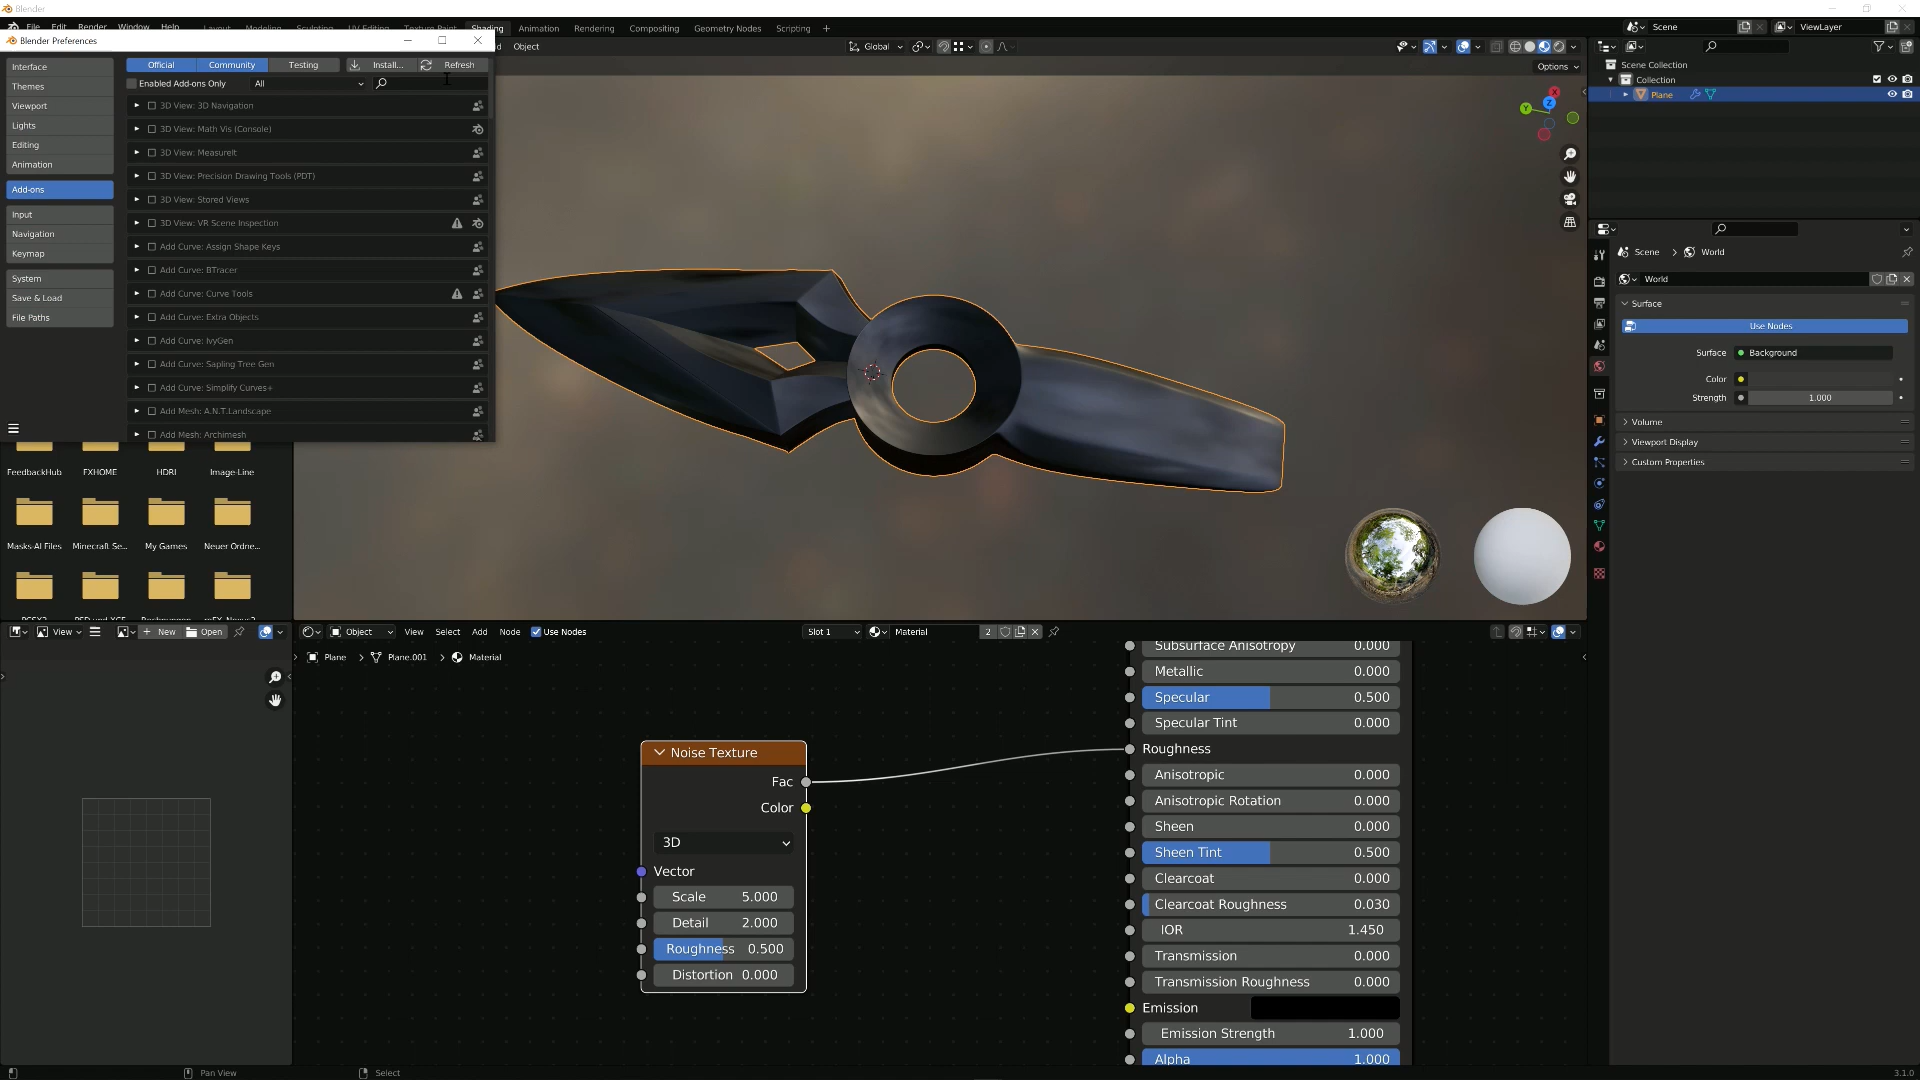 Blender
Edit Render Window Help Layout Modeling Sculpting UV Editing Texture Paint Shading Animation Rendering Compositing Geometry Nodes Scripting +
Scene
ViewLayer
Blender Preferences
Object
Global
Options
Interface
Themes
Viewport
Lights
Editing
Animation
Add-ons
Input
Navigation
Keymap
System
Save & Load
File Paths
Official Community Testing Install... Refresh
Enabled Add-ons Only All
3D View: 3D Navigation
3D View: Math Vis (Console)
3D View: MeasureIt
3D View: Precision Drawing Tools (PDT)
3D View: Stored Views
3D View: VR Scene Inspection
Add Curve: Assign Shape Keys
Add Curve: BTracer
Add Curve: Curve Tools
Add Curve: Extra Objects
Add Curve: IvyGen
Add Curve: Sapling Tree Gen
Add Curve: Simplify Curves+
Add Mesh: A.N.T.Landscape
Add Mesh: Archimesh
X
Y
Z
FeedbackHub FXHOME HDRI Image-Line
Masks-AI Files Minecraft Se... My Games Neuer Ordne...
Scene Collection
Collection
Plane
Scene > World
World
Surface
Use Nodes
Surface Background
Color
Strength 1.000
Volume
Viewport Display
Custom Properties
View + New Open
Object View Select Add Node Use Nodes Slot 1 Material 2
Plane > Plane.001 > Material
Noise Texture
Fac
Color
3D
Vector
Scale 5.000
Detail 2.000
Roughness 0.500
Distortion 0.000
Subsurface Anisotropy 0.000
Metallic 0.000
Specular 0.500
Specular Tint 0.000
Roughness
Anisotropic 0.000
Anisotropic Rotation 0.000
Sheen 0.000
Sheen Tint 0.500
Clearcoat 0.000
Clearcoat Roughness 0.030
IOR 1.450
Transmission 0.000
Transmission Roughness 0.000
Emission
Emission Strength 1.000
Alpha 1.000
Pan View
Select
3.1.0